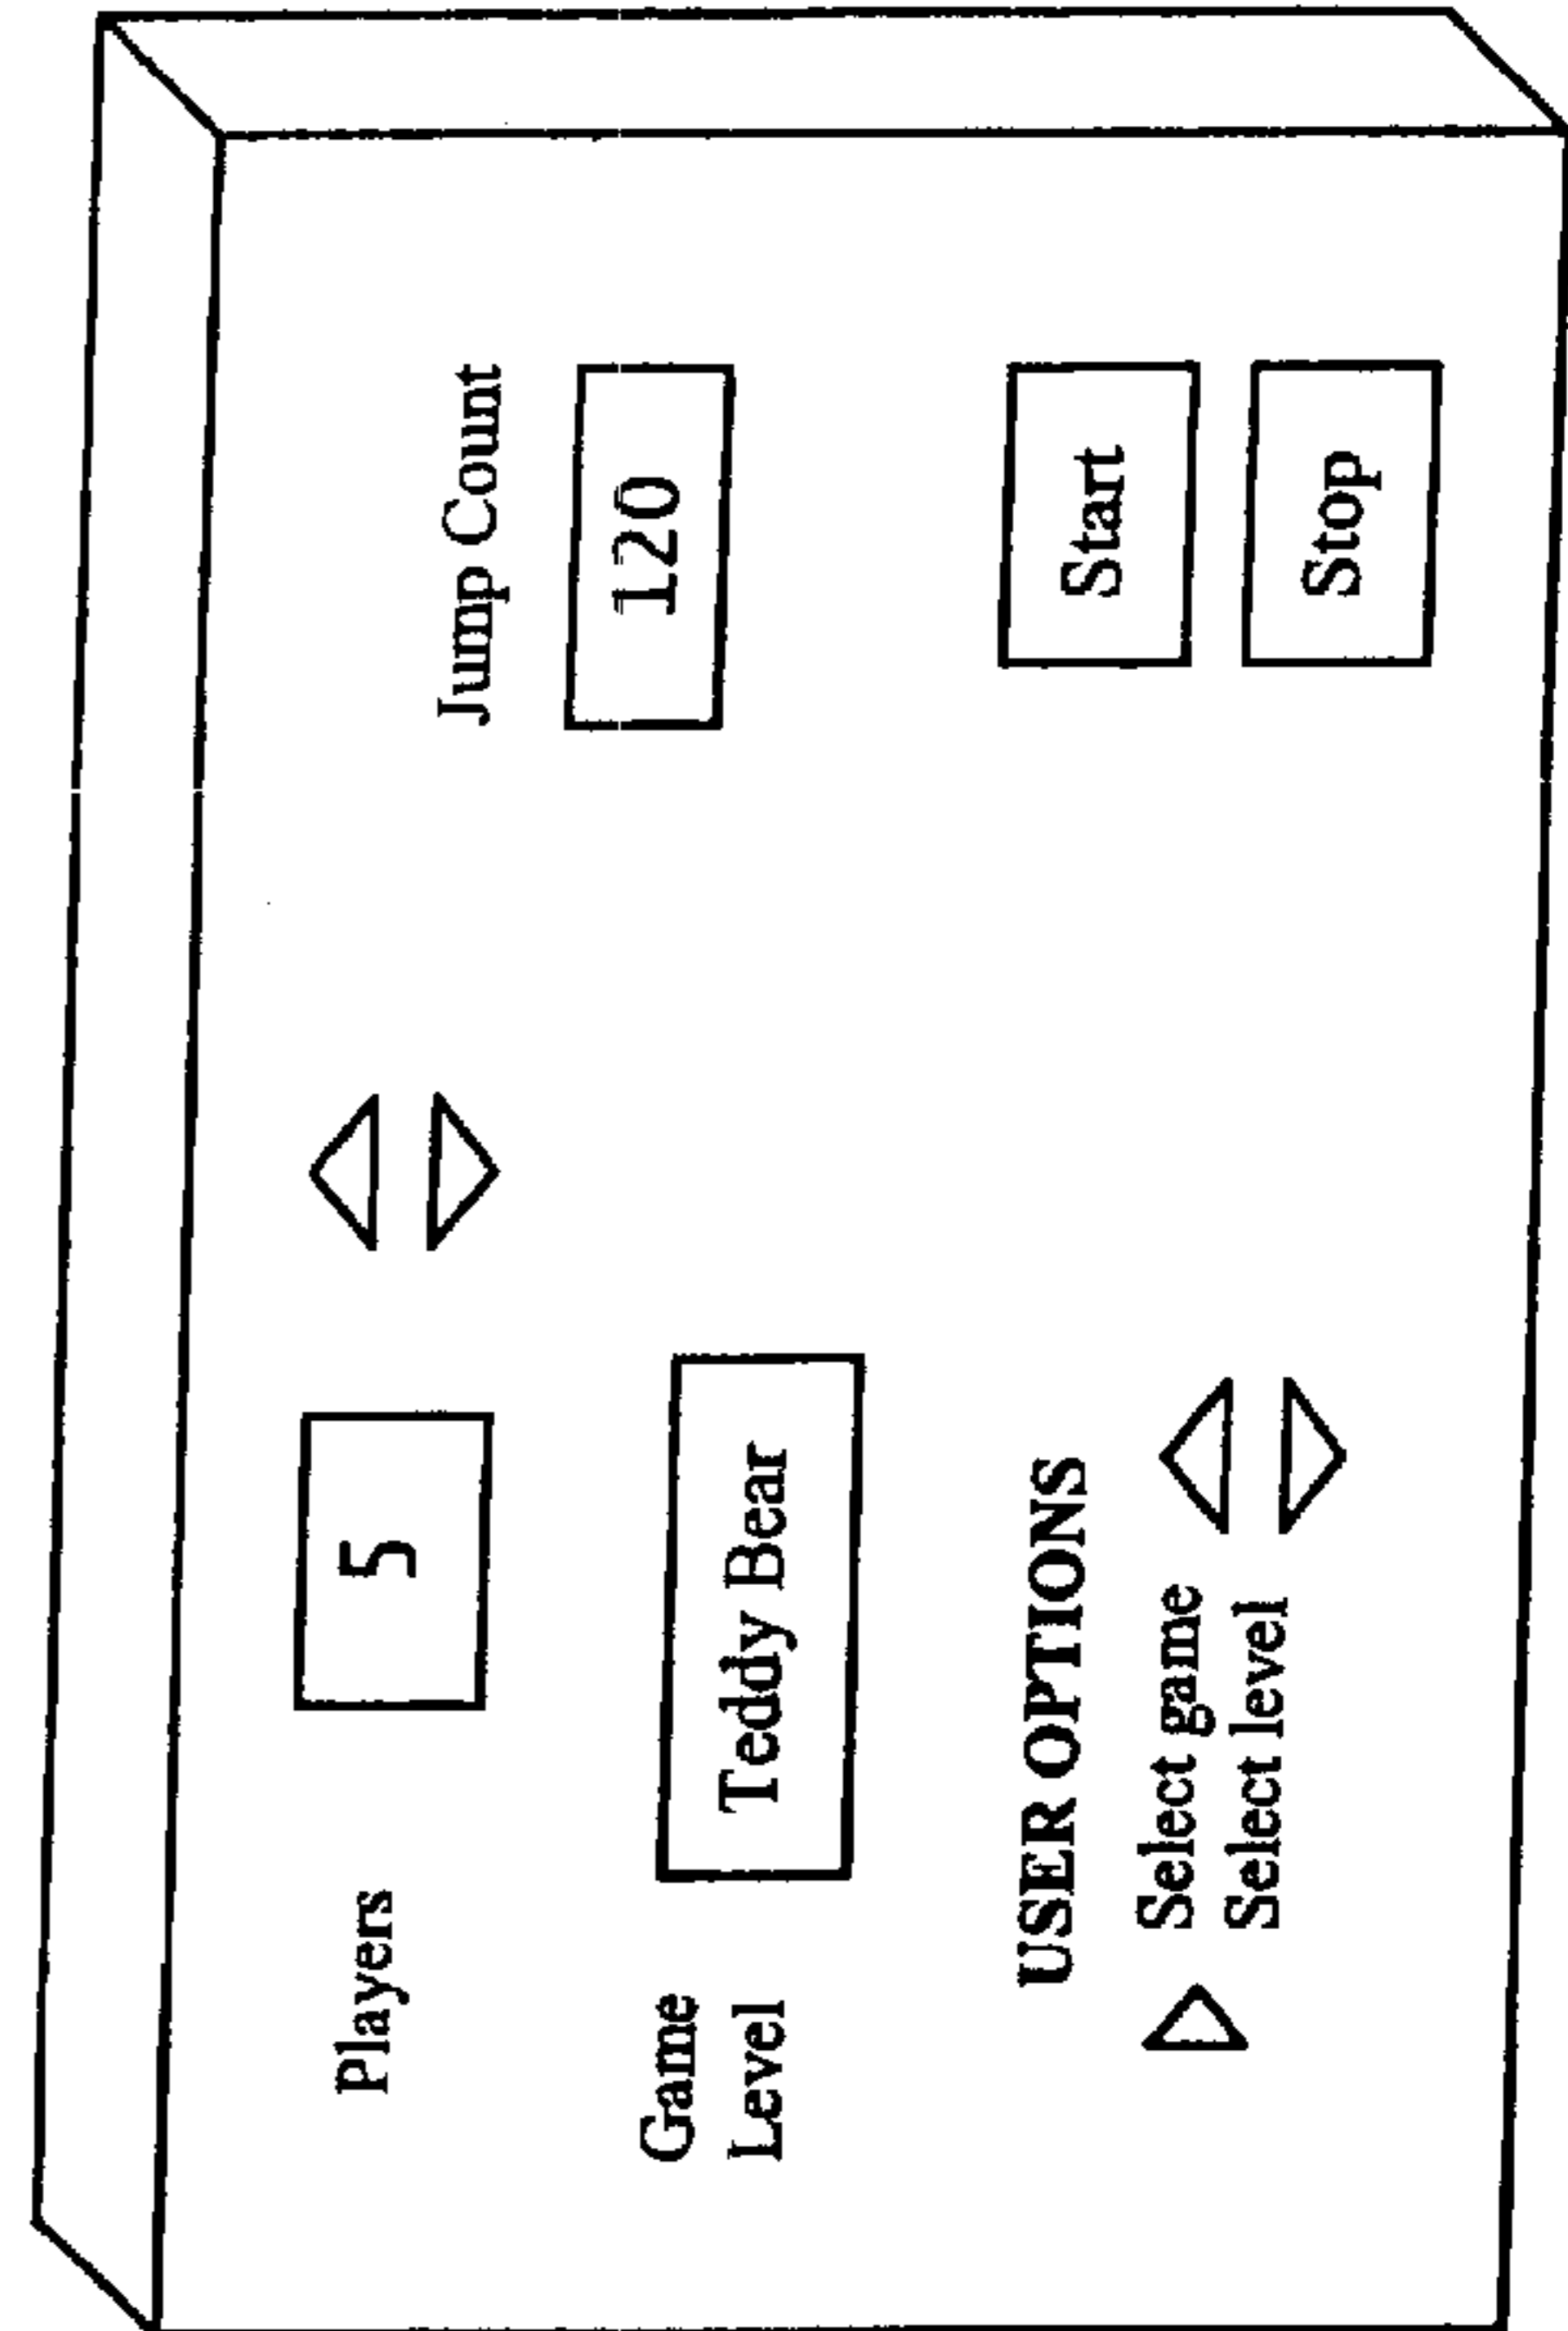 Players
5
Jump Count
120
Game
Level
Teddy Bear
USER OPTIONS
Select game
Select level
Start
Stop